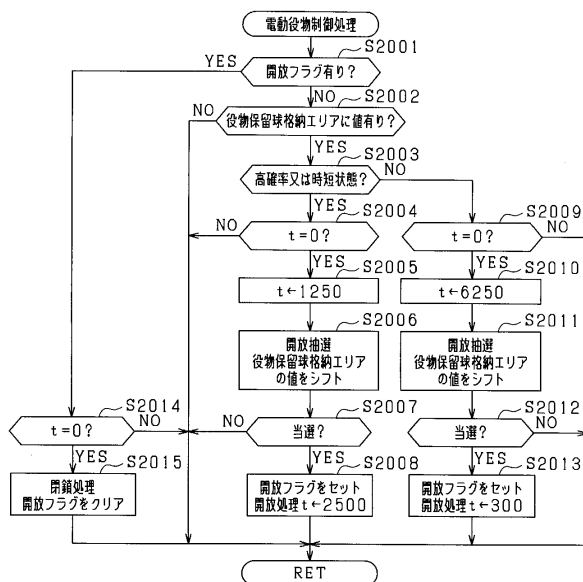 電動役物制御処理
S2001
開放フラグ有り?
YES
NO
S2002
役物保留球格納エリアに値有り?
NO
YES
S2003
高確率又は時短状態?
NO
YES
S2004
t=0?
NO
YES
S2005
t←1250
S2006
開放抽選
役物保留球格納エリア
の値をシフト
S2007
当選?
NO
YES
S2008
開放フラグをセット
開放処理t←2500
S2009
t=0?
NO
YES
S2010
t←6250
S2011
開放抽選
役物保留球格納エリア
の値をシフト
S2012
当選?
NO
YES
S2013
開放フラグをセット
開放処理t←300
S2014
t=0?
NO
YES
S2015
閉鎖処理
開放フラグをクリア
RET